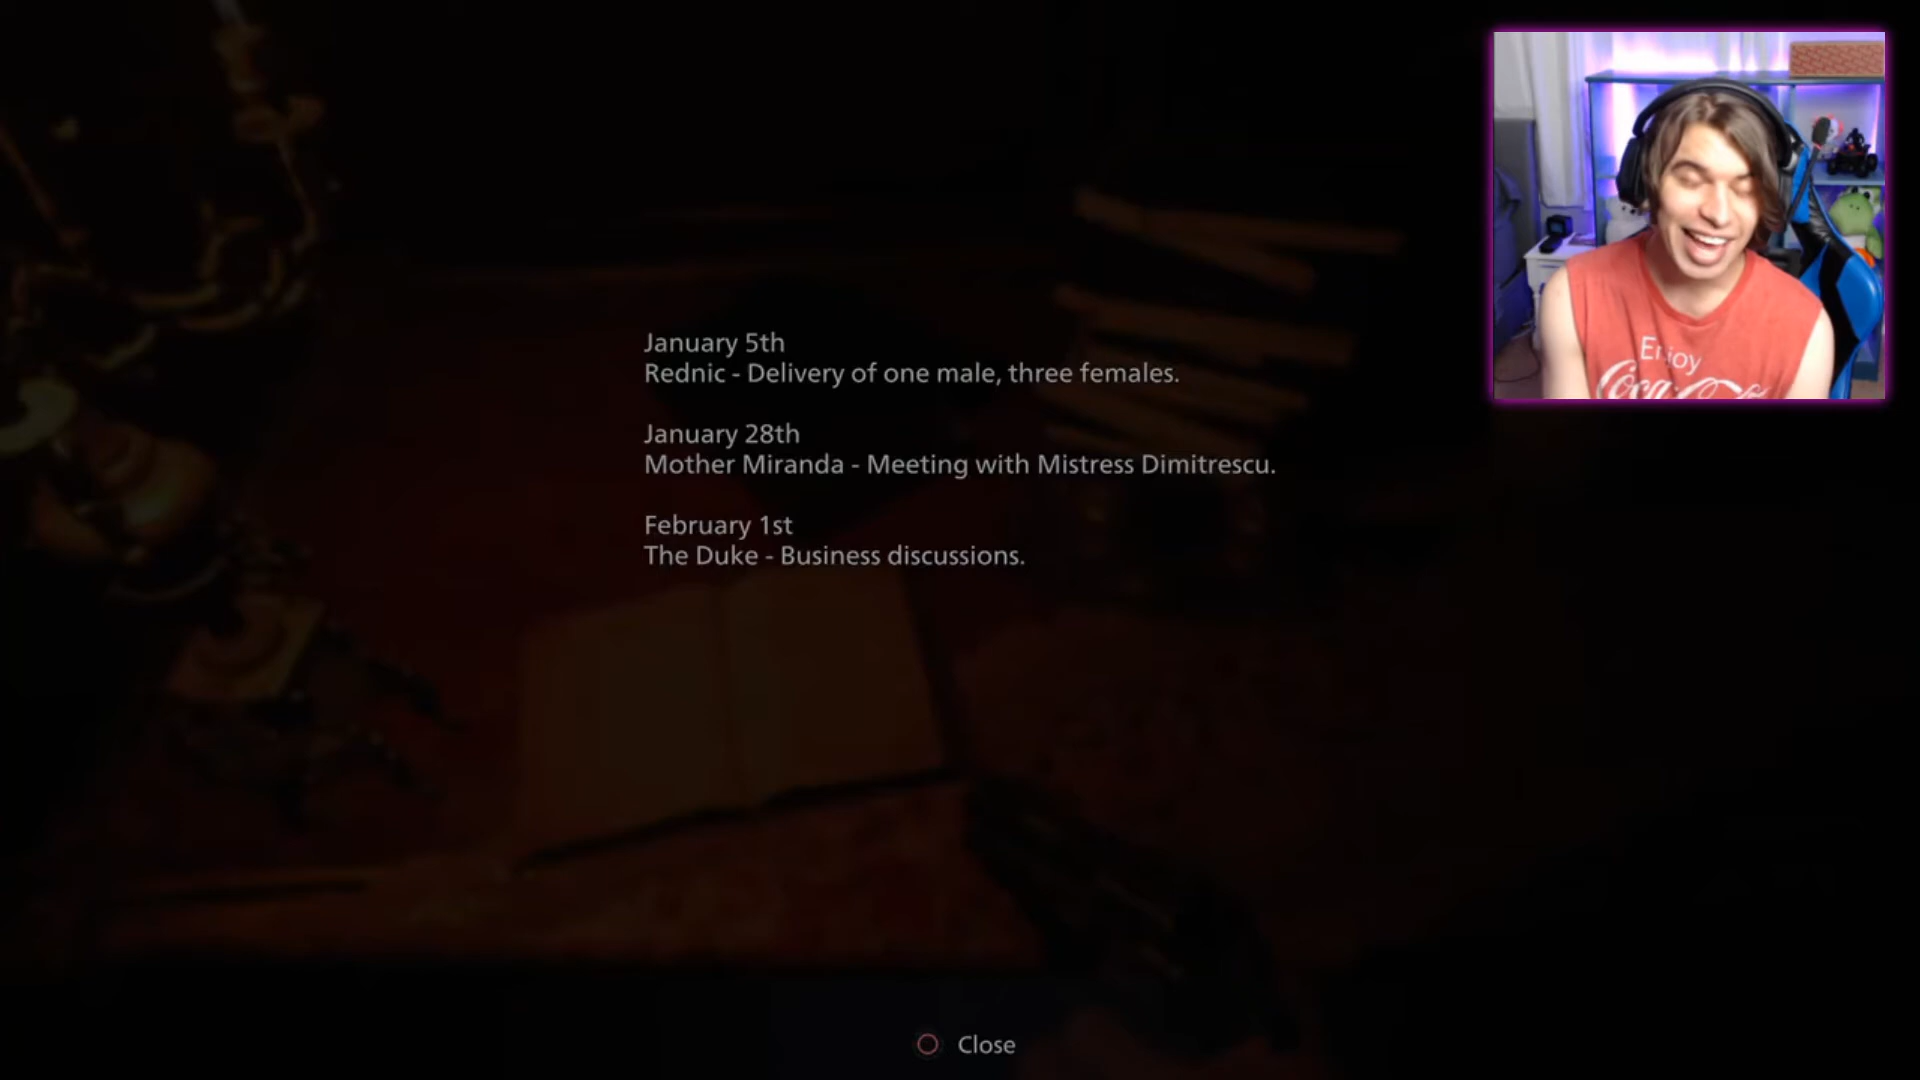 January 5th
Rednic - Delivery of one male, three females.
January 28th
Mother Miranda - Meeting with Mistress Dimitrescu.
February 1st
The Duke - Business discussions.
Close
Enjoy
Coca-Cola